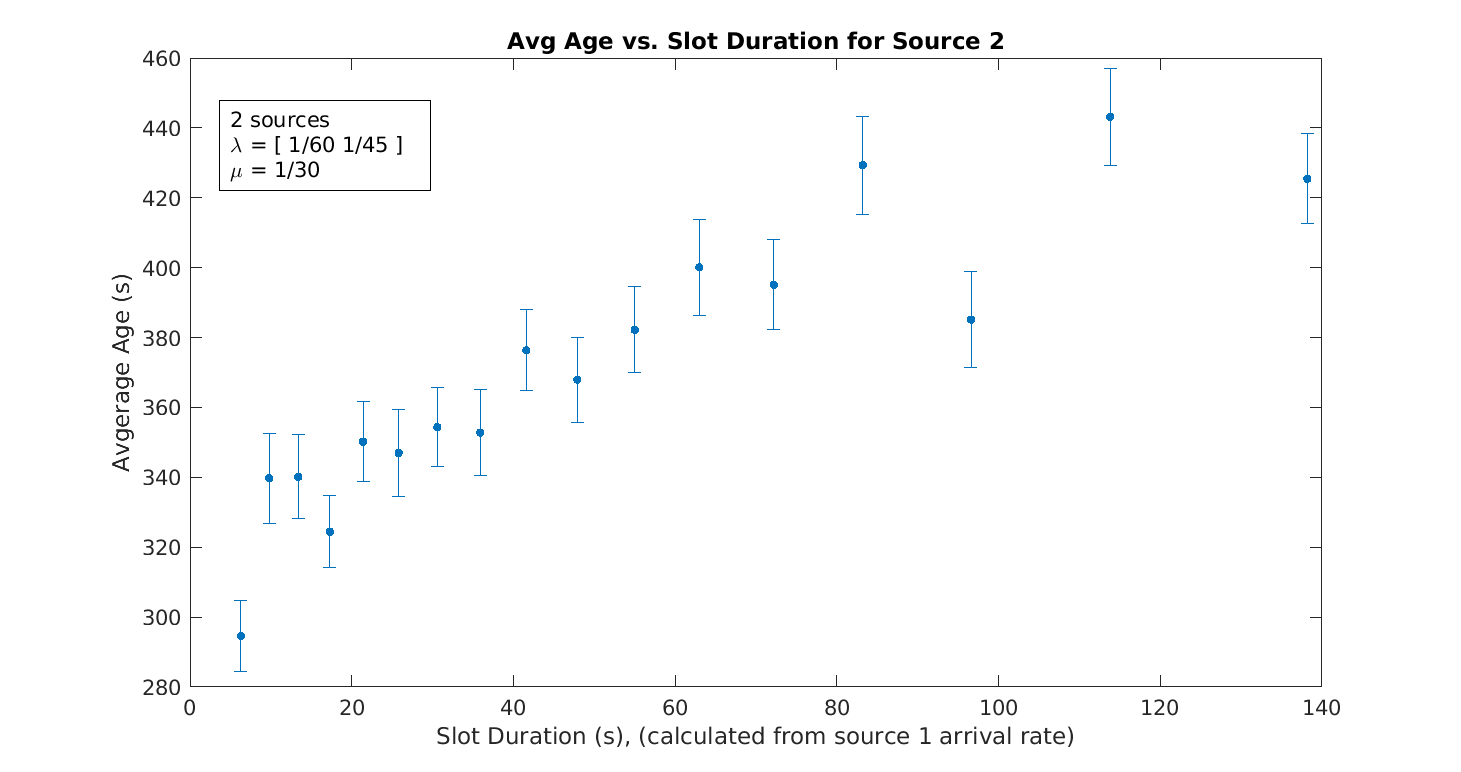 Avg Age vs. Slot Duration for Source 2
2 sources
λ = [ 1/60 1/45 ]
μ = 1/30
Avgerage Age (s)
460
440
420
400
380
360
340
320
300
280
0 20 40 60 80 100 120 140
Slot Duration (s), (calculated from source 1 arrival rate)